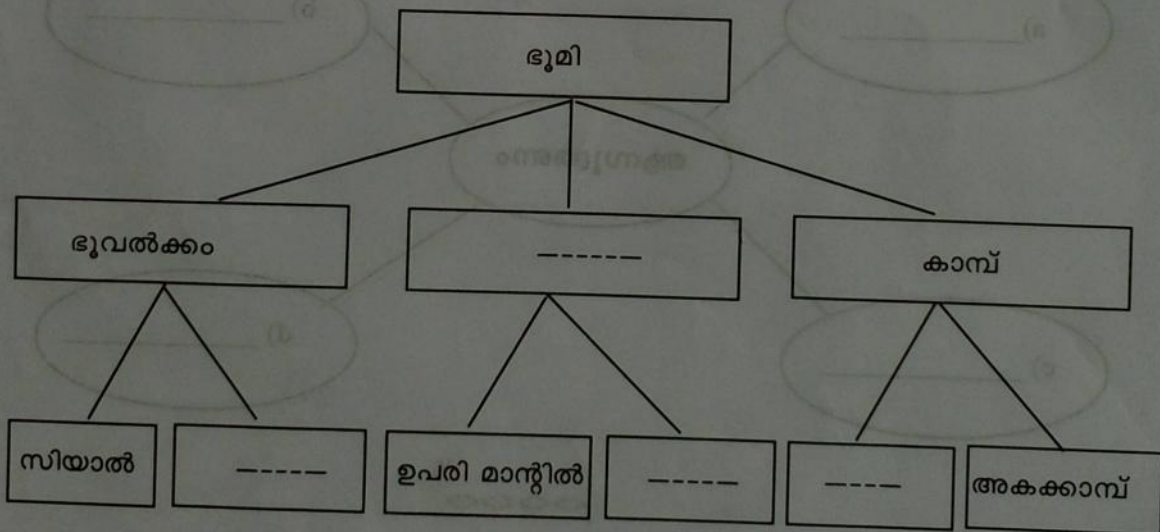 ഭൂമി
ഭൂവൽക്കം
------
കാമ്പ്
സിയാൽ
-----
ഉപരി മാന്റിൽ
-----
----
അകക്കാമ്പ്